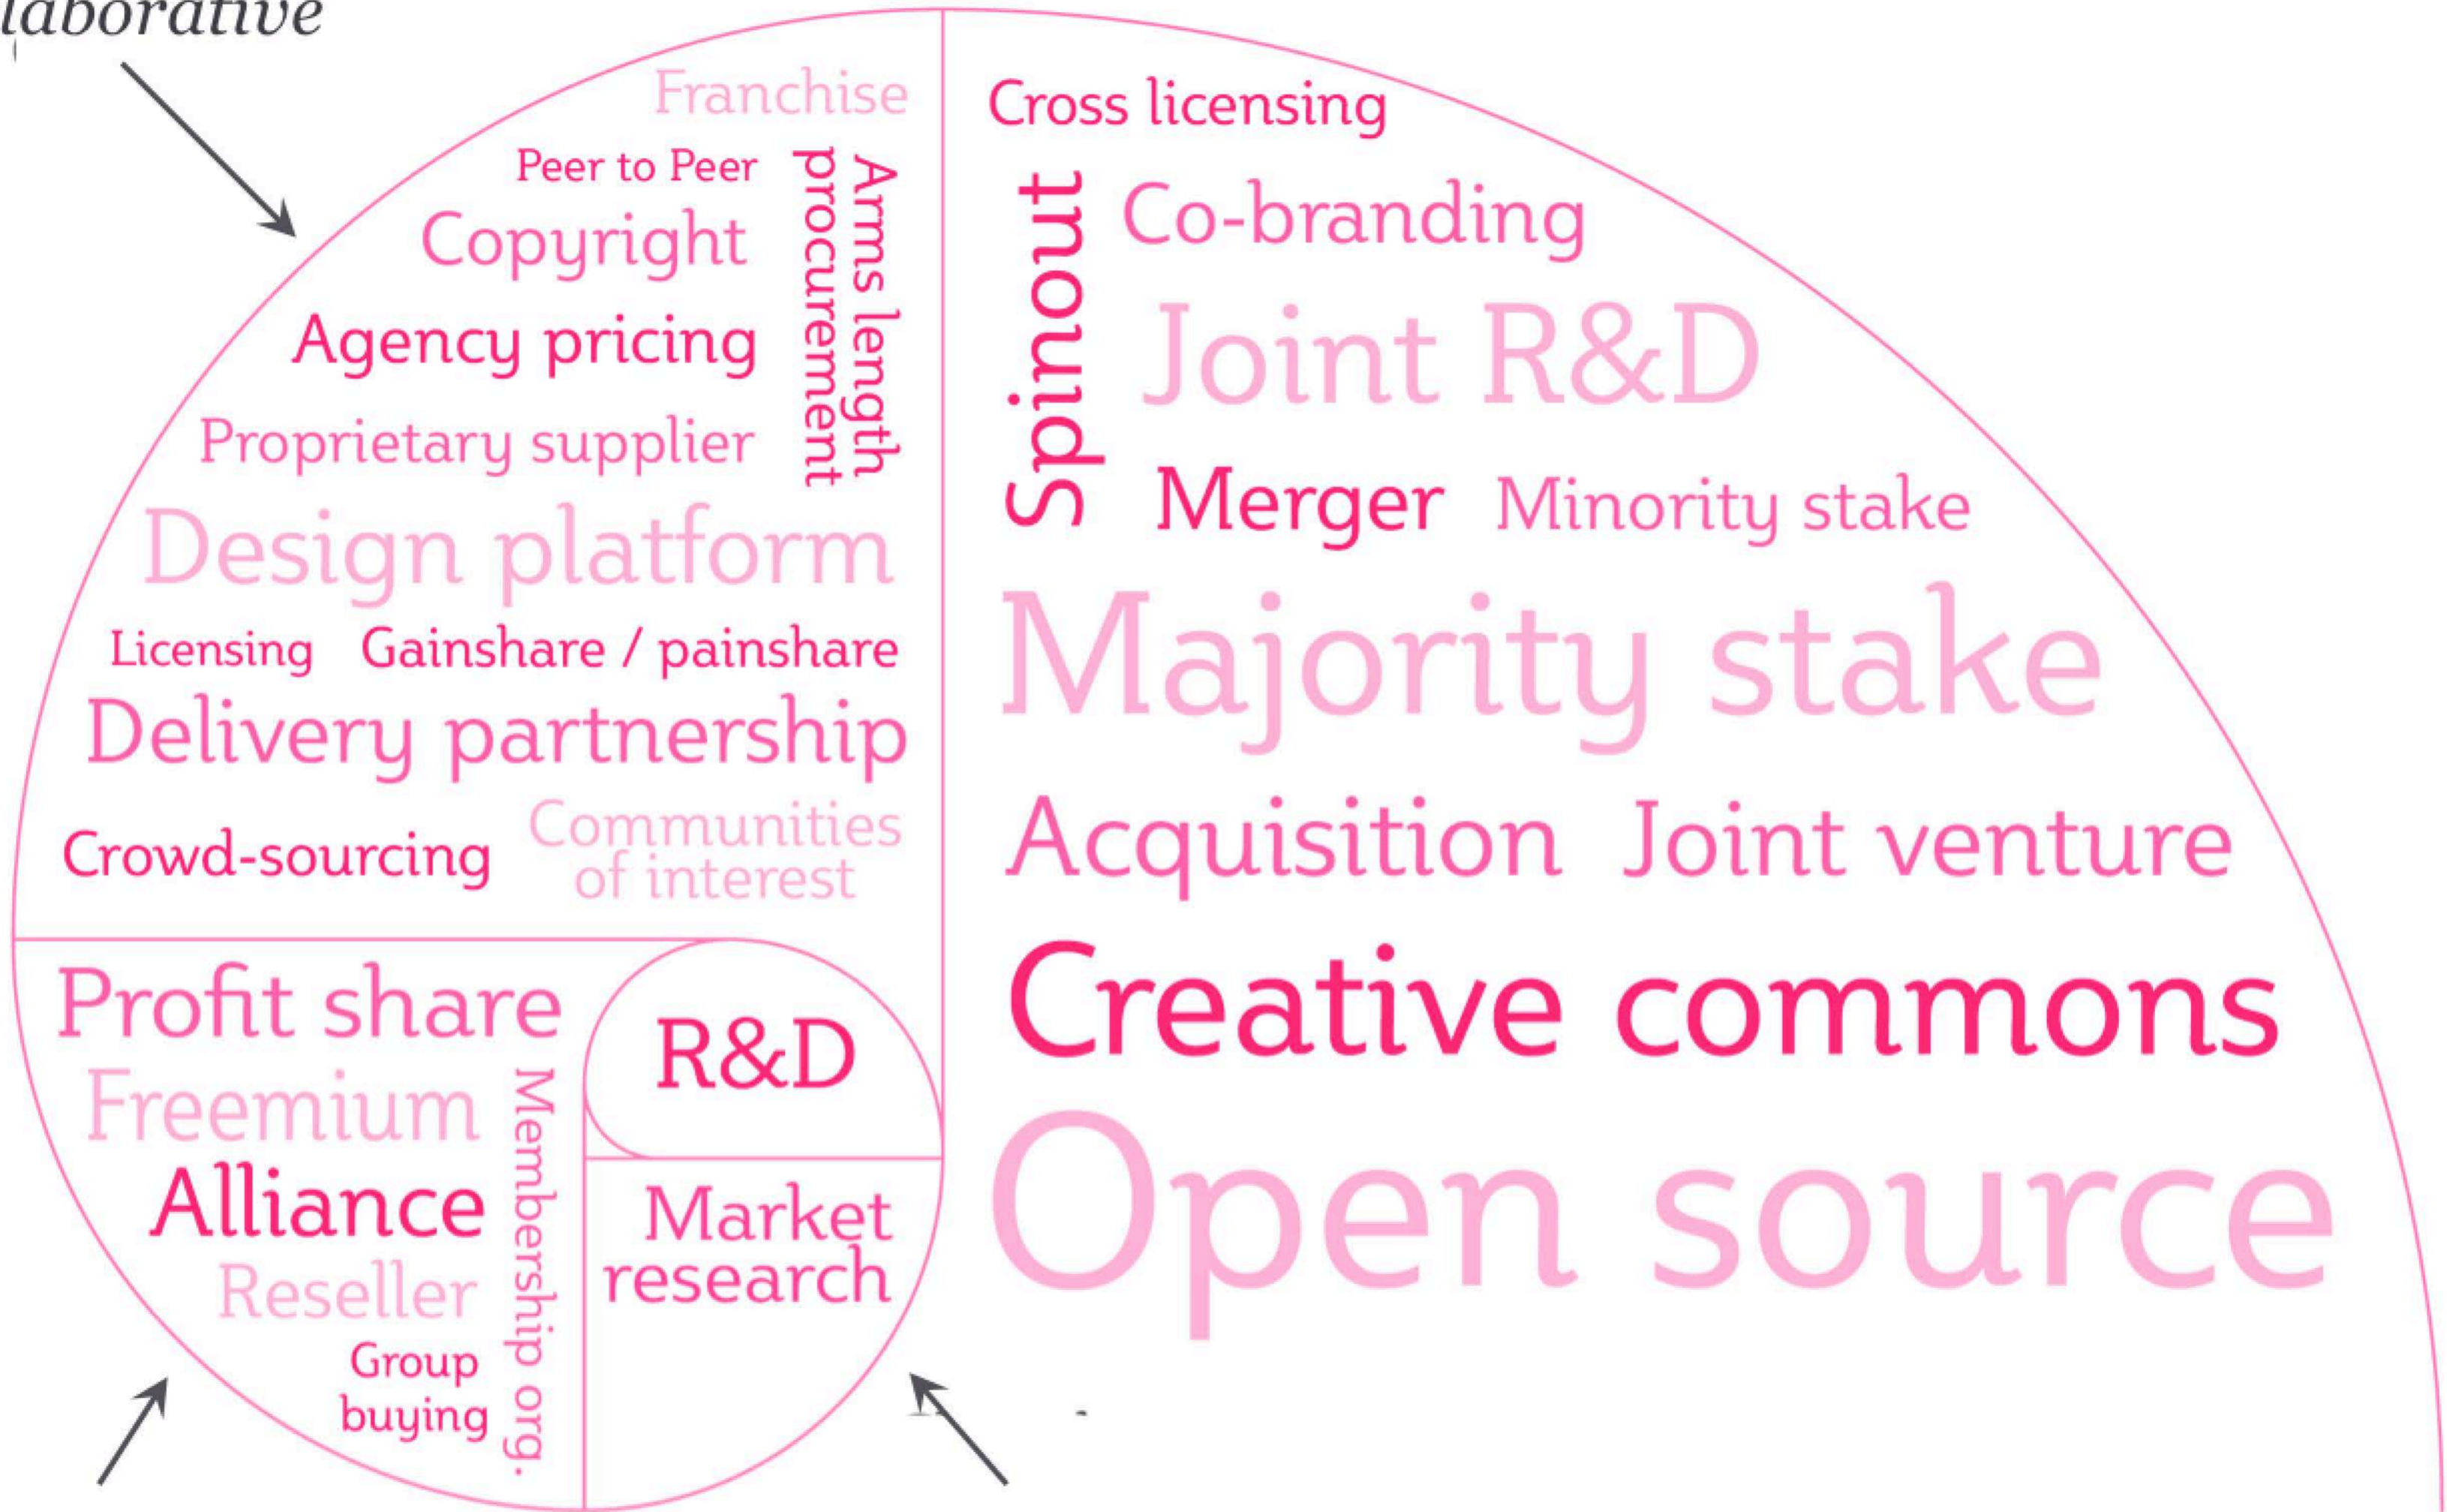 laborative
Franchise
Peer to Peer
Arms length
procurement
Copyright
Agency pricing
Proprietary supplier
Design platform
Licensing Gainshare / painshare
Delivery partnership
Crowd-sourcing
Communities
of interest
Cross licensing
Spinout
Co-branding
Joint R&D
Merger Minority stake
Majority stake
Acquisition Joint venture
Creative commons
Open source
Profit share
Freemium
Alliance
Reseller
Group
buying
Membership org.
R&D
Market
research